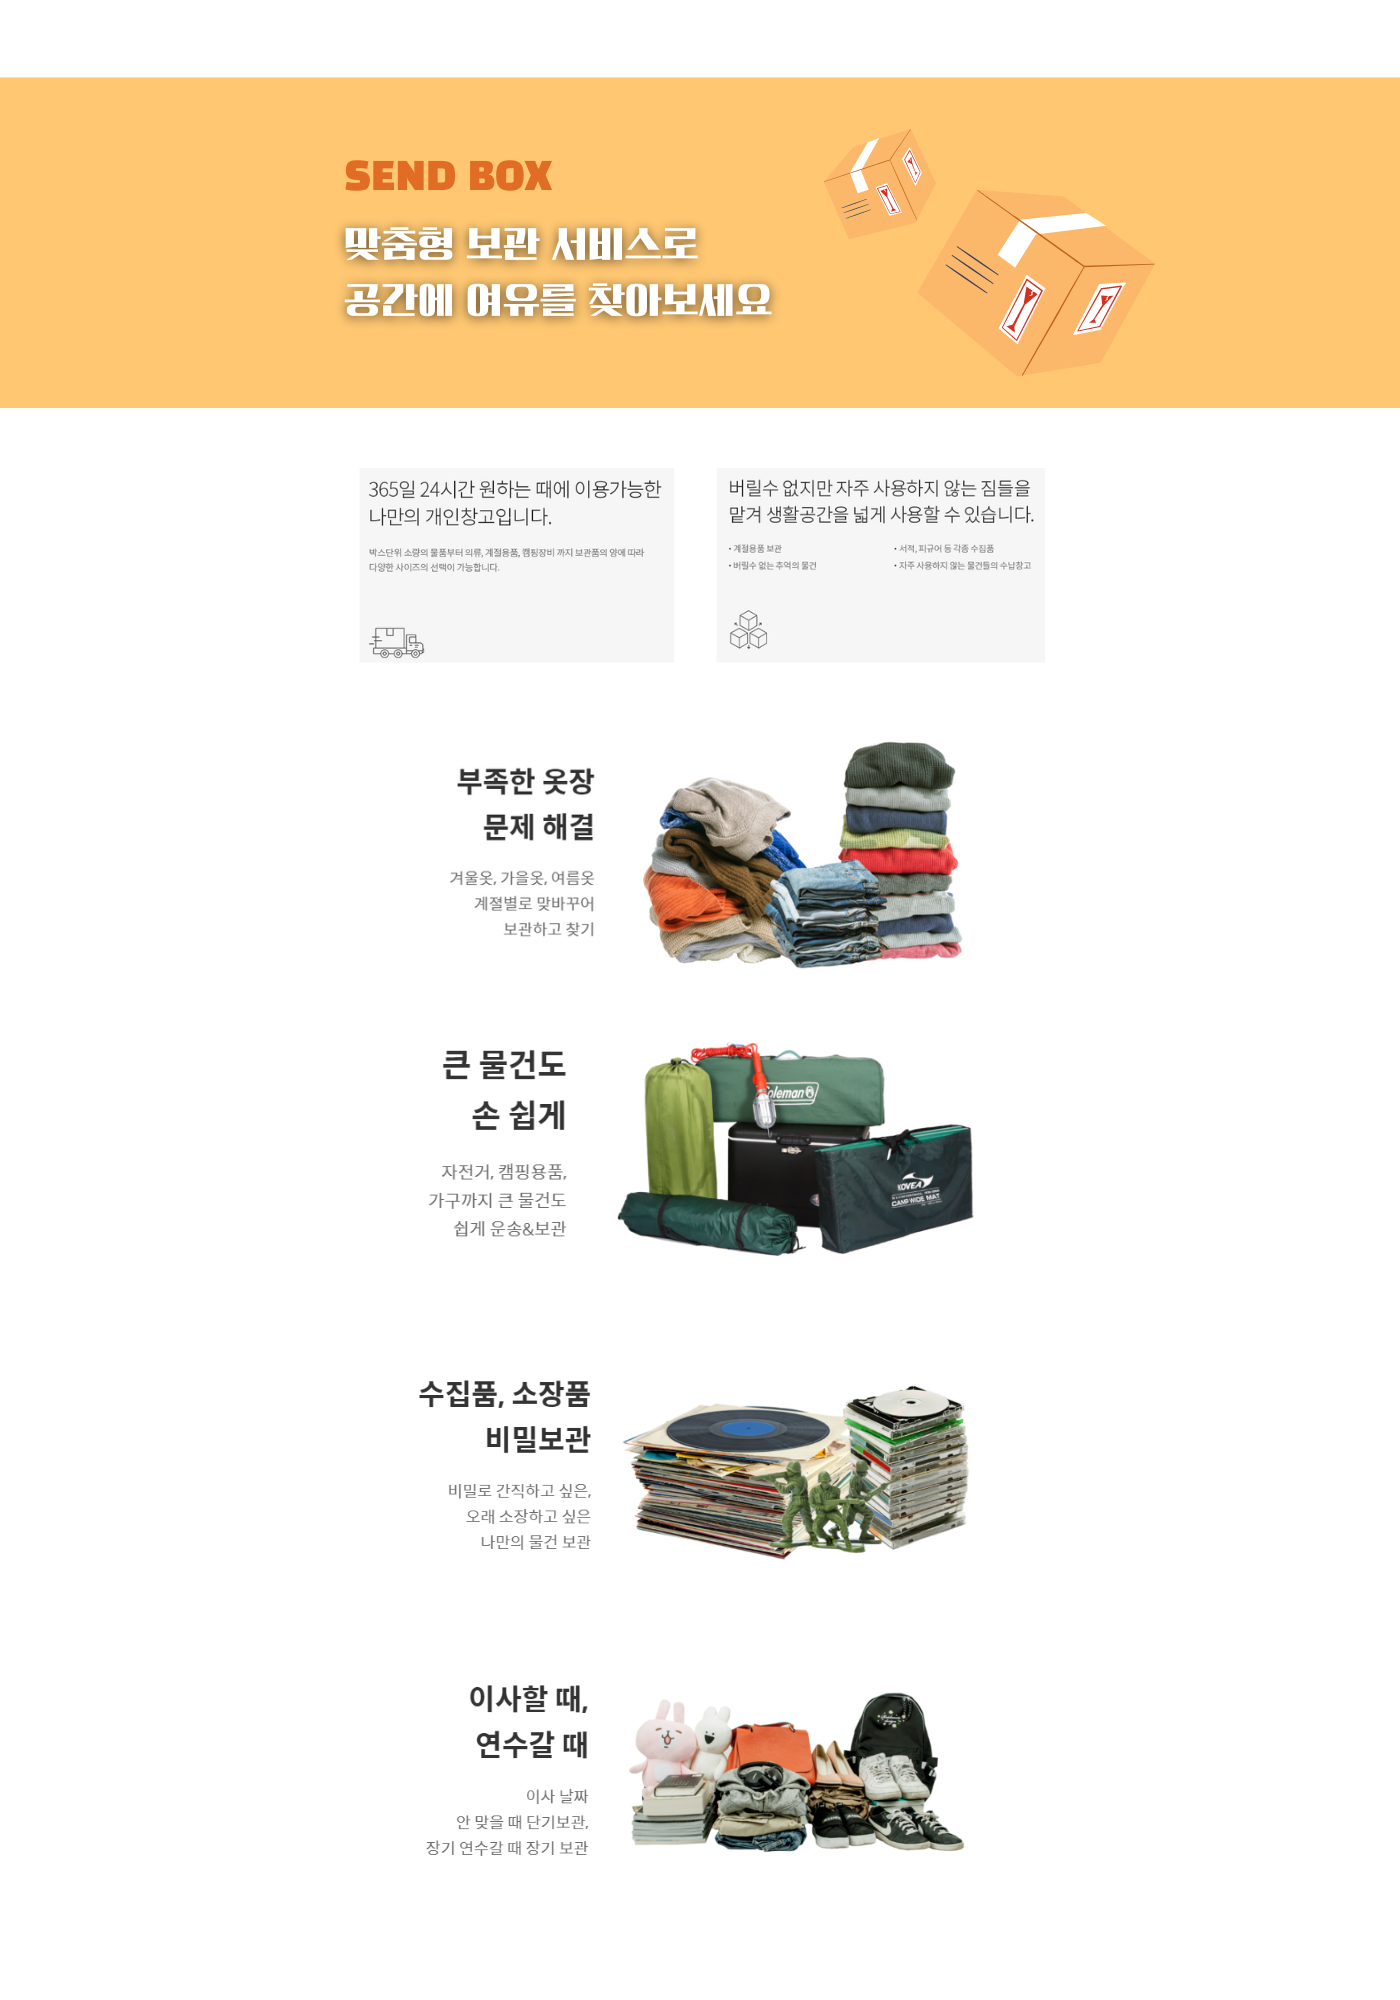 SEND BOX
맞춤형 보관 서비스로
공간에 여유를 찾아보세요
365일 24시간 원하는 때에 이용가능한
나만의 개인창고입니다.
박스단위 소량의 물품부터 의류, 계절용품, 캠핑장비 까지 보관품의 양에 따라
다양한 사이즈의 선택이 가능합니다.
버릴수 없지만 자주 사용하지 않는 짐들을
맡겨 생활공간을 넓게 사용할 수 있습니다.
• 계절용품 보관
• 버릴수 없는 추억의 물건
• 서적, 피규어 등 각종 수집품
• 자주 사용하지 않는 물건들의 수납창고
부족한 옷장
문제 해결
겨울옷, 가을옷, 여름옷
계절별로 맞바꾸어
보관하고 찾기
큰 물건도
손 쉽게
자전거, 캠핑용품,
가구까지 큰 물건도
쉽게 운송&보관
oleman
KOVEA
CAMP WIDE MAT
수집품, 소장품
비밀보관
비밀로 간직하고 싶은,
오래 소장하고 싶은
나만의 물건 보관
이사할 때,
연수갈 때
이사 날짜
안 맞을 때 단기보관,
장기 연수갈 때 장기 보관